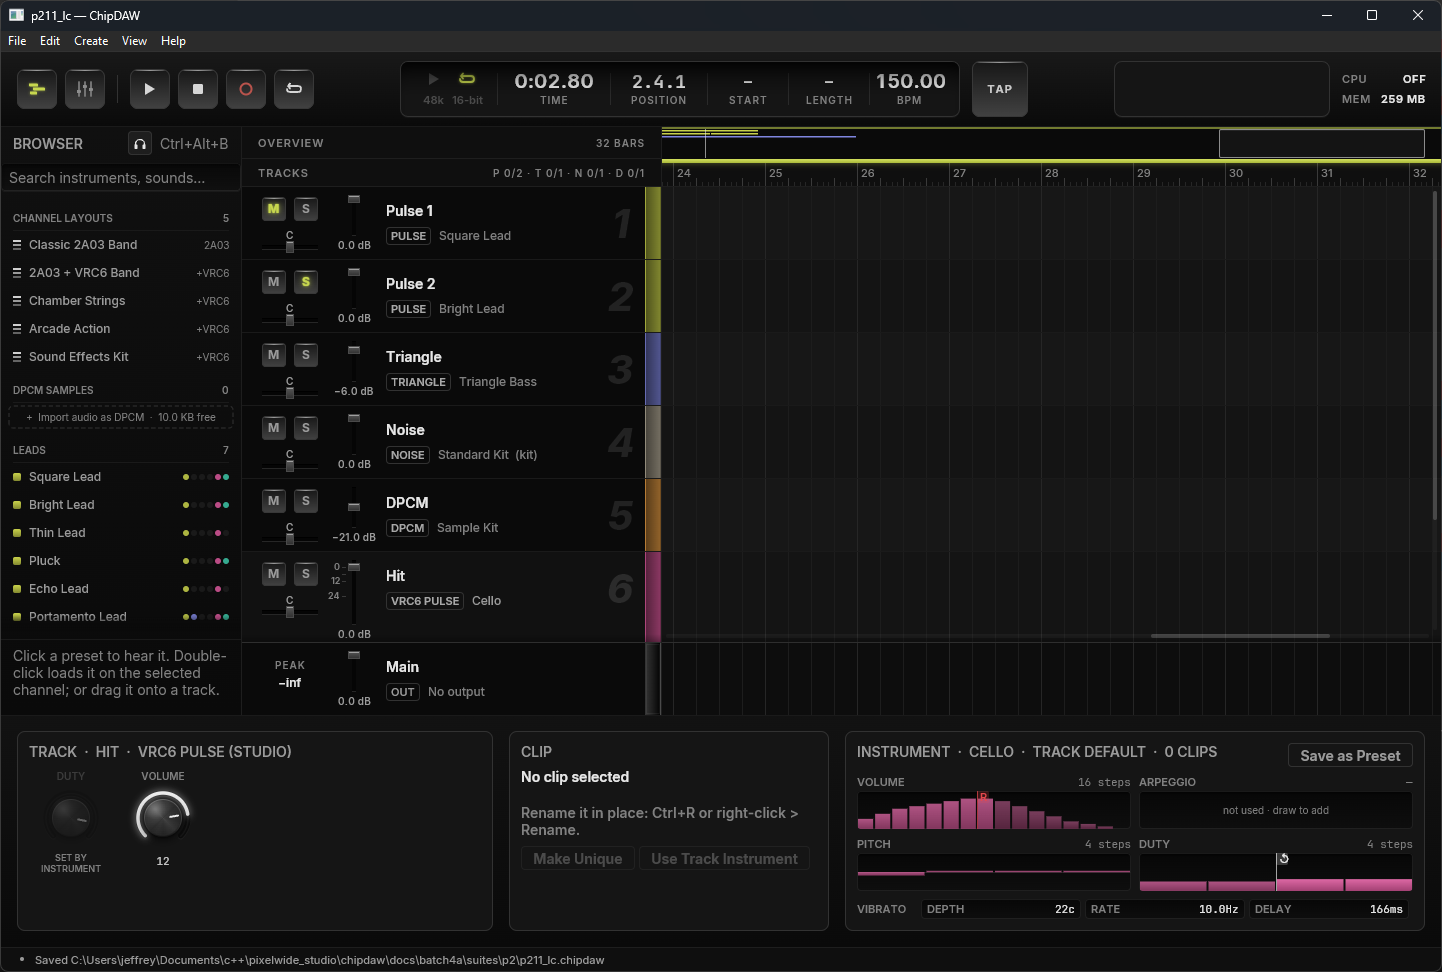 p211_lc — ChipDAW
File Edit Create View Help
48k 16-bit
0:02.80 TIME
2.4.1 POSITION
– START
– LENGTH
150.00 BPM
TAP
CPU OFF
MEM 259 MB
BROWSER Ctrl+Alt+B
Search instruments, sounds...
CHANNEL LAYOUTS 5
Classic 2A03 Band 2A03
2A03 + VRC6 Band +VRC6
Chamber Strings +VRC6
Arcade Action +VRC6
Sound Effects Kit +VRC6
DPCM SAMPLES 0
+ Import audio as DPCM · 10.0 KB free
LEADS 7
Square Lead
Bright Lead
Thin Lead
Pluck
Echo Lead
Portamento Lead
Click a preset to hear it. Double-
click loads it on the selected
channel; or drag it onto a track.
OVERVIEW 32 BARS
TRACKS P 0/2 · T 0/1 · N 0/1 · D 0/1
24 25 26 27 28 29 30 31 32
M S Pulse 1 1
C 0.0 dB PULSE Square Lead
M S Pulse 2 2
C 0.0 dB PULSE Bright Lead
M S Triangle 3
C −6.0 dB TRIANGLE Triangle Bass
M S Noise 4
C 0.0 dB NOISE Standard Kit (kit)
M S DPCM 5
C −21.0 dB DPCM Sample Kit
M S 0 12 24 Hit 6
C 0.0 dB VRC6 PULSE Cello
PEAK Main
−inf 0.0 dB OUT No output
TRACK · HIT · VRC6 PULSE (STUDIO)
DUTY VOLUME
SET BY
INSTRUMENT
12
CLIP
No clip selected
Rename it in place: Ctrl+R or right-click >
Rename.
Make Unique Use Track Instrument
INSTRUMENT · CELLO · TRACK DEFAULT · 0 CLIPS Save as Preset
VOLUME 16 steps ARPEGGIO –
R
not used · draw to add
PITCH 4 steps DUTY 4 steps
VIBRATO DEPTH 22c RATE 10.0Hz DELAY 166ms
• Saved C:\Users\jeffrey\Documents\c++\pixelwide_studio\chipdaw\docs\batch4a\suites\p2\p211_lc.chipdaw